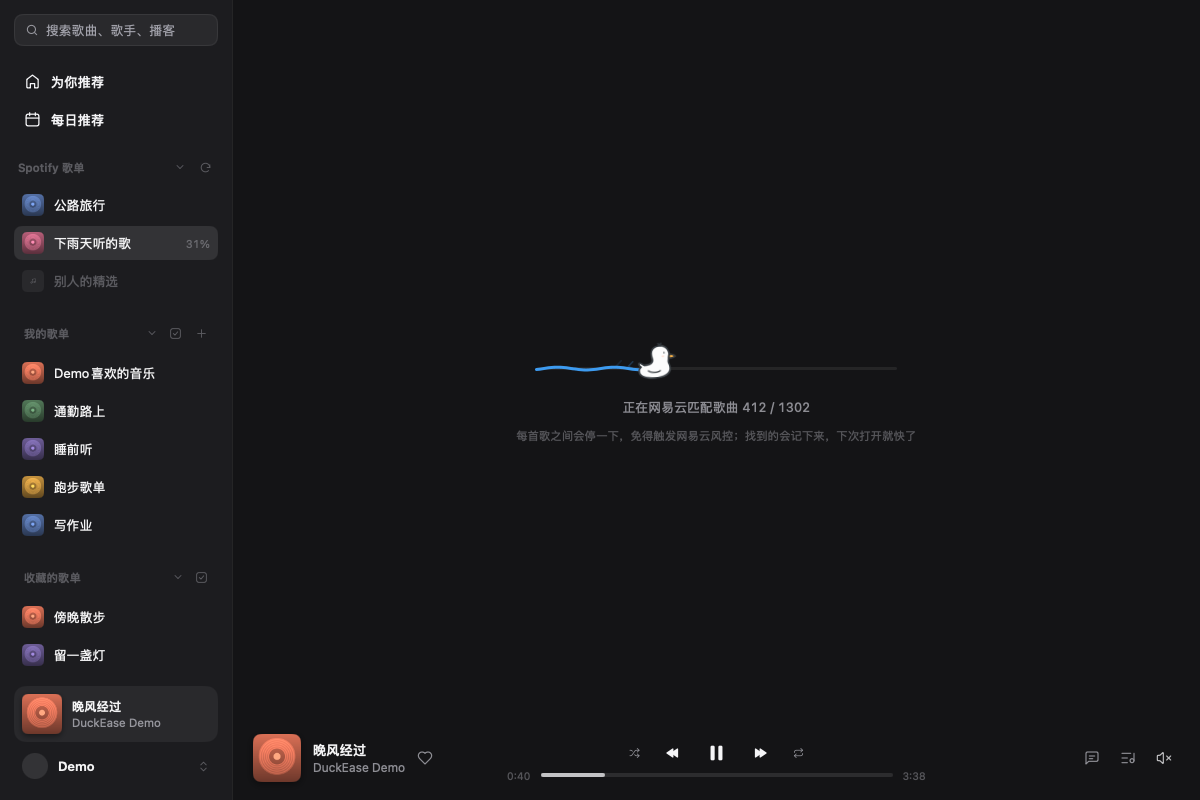 搜索歌曲、歌手、播客
为你推荐
每日推荐
Spotify 歌单
公路旅行
下雨天听的歌 31%
别人的精选
我的歌单
Demo喜欢的音乐
通勤路上
睡前听
跑步歌单
写作业
收藏的歌单
傍晚散步
留一盏灯
晚风经过
DuckEase Demo
Demo
正在网易云匹配歌曲 412 / 1302
每首歌之间会停一下，免得触发网易云风控；找到的会记下来，下次打开就快了
晚风经过
DuckEase Demo
0:40
3:38